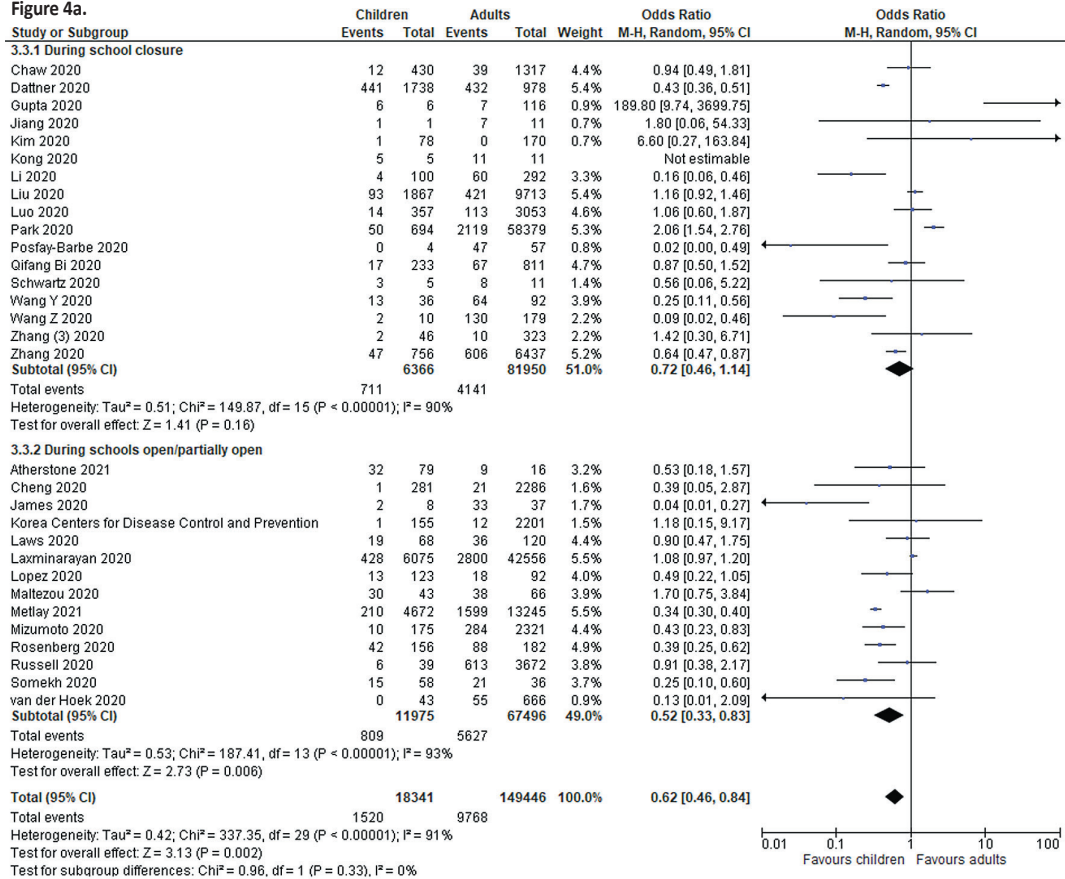 Figure 4a.
Children Adults Odds Ratio Odds Ratio
Study or Subgroup Events Total Events Total Weight M-H, Random, 95% CI M-H, Random, 95% CI
3.3.1 During school closure
Chaw 2020 12 430 39 1317 4.4% 0.94 [0.49, 1.81]
Dattner 2020 441 1738 432 978 5.4% 0.43 [0.36, 0.51]
Gupta 2020 6 6 7 116 0.9% 189.80 [9.74, 3699.75]
Jiang 2020 1 1 7 11 0.7% 1.80 [0.06, 54.33]
Kim 2020 1 78 0 170 0.7% 6.60 [0.27, 163.84]
Kong 2020 5 5 11 11 Not estimable
Li 2020 4 100 60 292 3.3% 0.16 [0.06, 0.46]
Liu 2020 93 1867 421 9713 5.4% 1.16 [0.92, 1.46]
Luo 2020 14 357 113 3053 4.6% 1.06 [0.60, 1.87]
Park 2020 50 694 2119 58379 5.3% 2.06 [1.54, 2.76]
Posfay-Barbe 2020 0 4 47 57 0.8% 0.02 [0.00, 0.49]
Qifang Bi 2020 17 233 67 811 4.7% 0.87 [0.50, 1.52]
Schwartz 2020 3 5 8 11 1.4% 0.56 [0.06, 5.22]
Wang Y 2020 13 36 64 92 3.9% 0.25 [0.11, 0.56]
Wang Z 2020 2 10 130 179 2.2% 0.09 [0.02, 0.46]
Zhang (3) 2020 2 46 10 323 2.2% 1.42 [0.30, 6.71]
Zhang 2020 47 756 606 6437 5.2% 0.64 [0.47, 0.87]
Subtotal (95% CI) 6366 81950 51.0% 0.72 [0.46, 1.14]
Total events 711 4141
Heterogeneity: Tau² = 0.51; Chi² = 149.87, df = 15 (P < 0.00001); I² = 90%
Test for overall effect: Z = 1.41 (P = 0.16)
3.3.2 During schools open/partially open
Atherstone 2021 32 79 9 16 3.2% 0.53 [0.18, 1.57]
Cheng 2020 1 281 21 2286 1.6% 0.39 [0.05, 2.87]
James 2020 2 8 33 37 1.7% 0.04 [0.01, 0.27]
Korea Centers for Disease Control and Prevention 1 155 12 2201 1.5% 1.18 [0.15, 9.17]
Laws 2020 19 68 36 120 4.4% 0.90 [0.47, 1.75]
Laxminarayan 2020 428 6075 2800 42556 5.5% 1.08 [0.97, 1.20]
Lopez 2020 13 123 18 92 4.0% 0.49 [0.22, 1.05]
Maltezou 2020 30 43 38 66 3.9% 1.70 [0.75, 3.84]
Metlay 2021 210 4672 1599 13245 5.5% 0.34 [0.30, 0.40]
Mizumoto 2020 10 175 284 2321 4.4% 0.43 [0.23, 0.83]
Rosenberg 2020 42 156 88 182 4.9% 0.39 [0.25, 0.62]
Russell 2020 6 39 613 3672 3.8% 0.91 [0.38, 2.17]
Somekh 2020 15 58 21 36 3.7% 0.25 [0.10, 0.60]
van der Hoek 2020 0 43 55 666 0.9% 0.13 [0.01, 2.09]
Subtotal (95% CI) 11975 67496 49.0% 0.52 [0.33, 0.83]
Total events 809 5627
Heterogeneity: Tau² = 0.53; Chi² = 187.41, df = 13 (P < 0.00001); I² = 93%
Test for overall effect: Z = 2.73 (P = 0.006)
Total (95% CI) 18341 149446 100.0% 0.62 [0.46, 0.84]
Total events 1520 9768
Heterogeneity: Tau² = 0.42; Chi² = 337.35, df = 29 (P < 0.00001); I² = 91%
Test for overall effect: Z = 3.13 (P = 0.002)
Test for subgroup differences: Chi² = 0.96, df = 1 (P = 0.33), I² = 0%
0.01 0.1 1 10 100
Favours children Favours adults